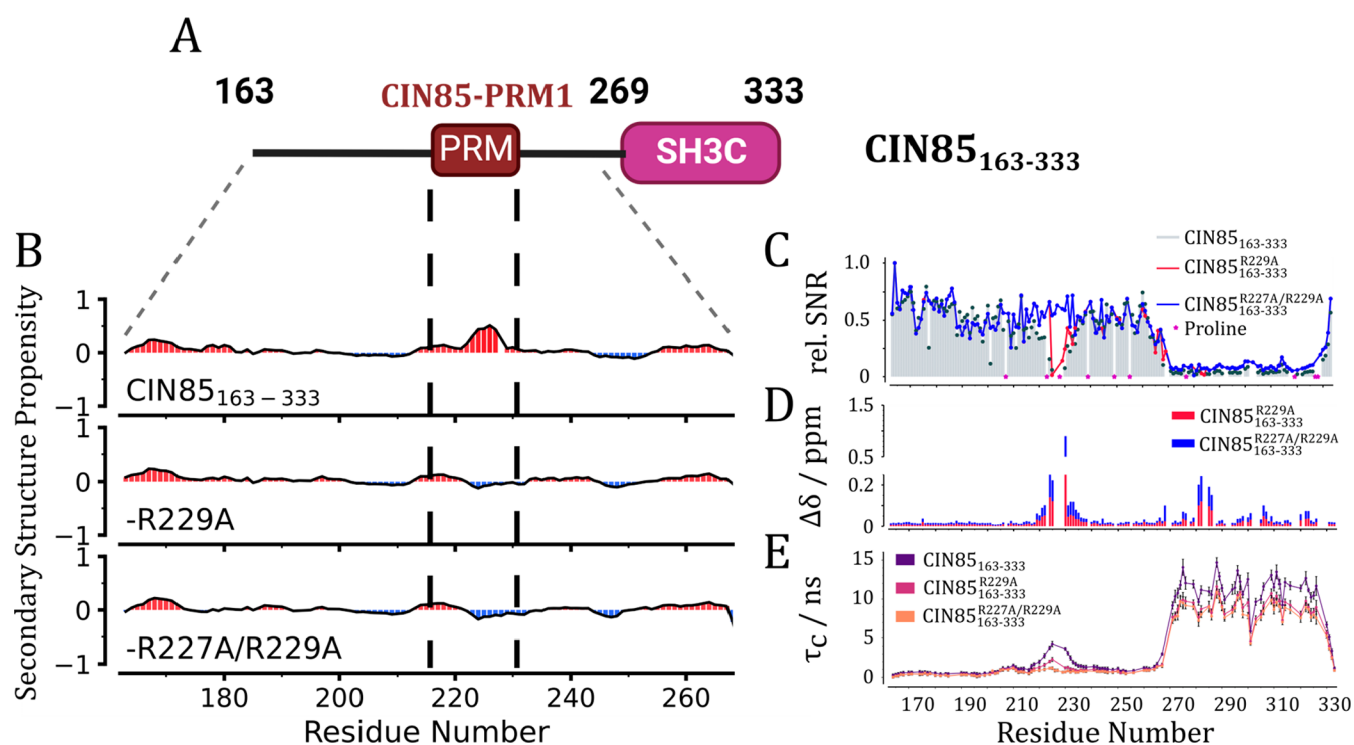 A
163 CIN85-PRM1 269 333
PRM SH3C
CIN85163-333
B
Secondary Structure Propensity
1
0
−1
CIN85163 − 333
1
0
−1
-R229A
1
0
−1
-R227A/R229A
180 200 220 240 260
Residue Number
C
rel. SNR
1.0
0.5
0
CIN85163-333
CIN85R229A163-333
CIN85R227A/R229A163-333
Proline
D
Δδ / ppm
1.5
0.5
0.2
0
CIN85R229A163-333
CIN85R227A/R229A163-333
E
τc / ns
15
10
5
0
CIN85163-333
CIN85R229A163-333
CIN85R227A/R229A163-333
170 190 210 230 250 270 290 310 330
Residue Number